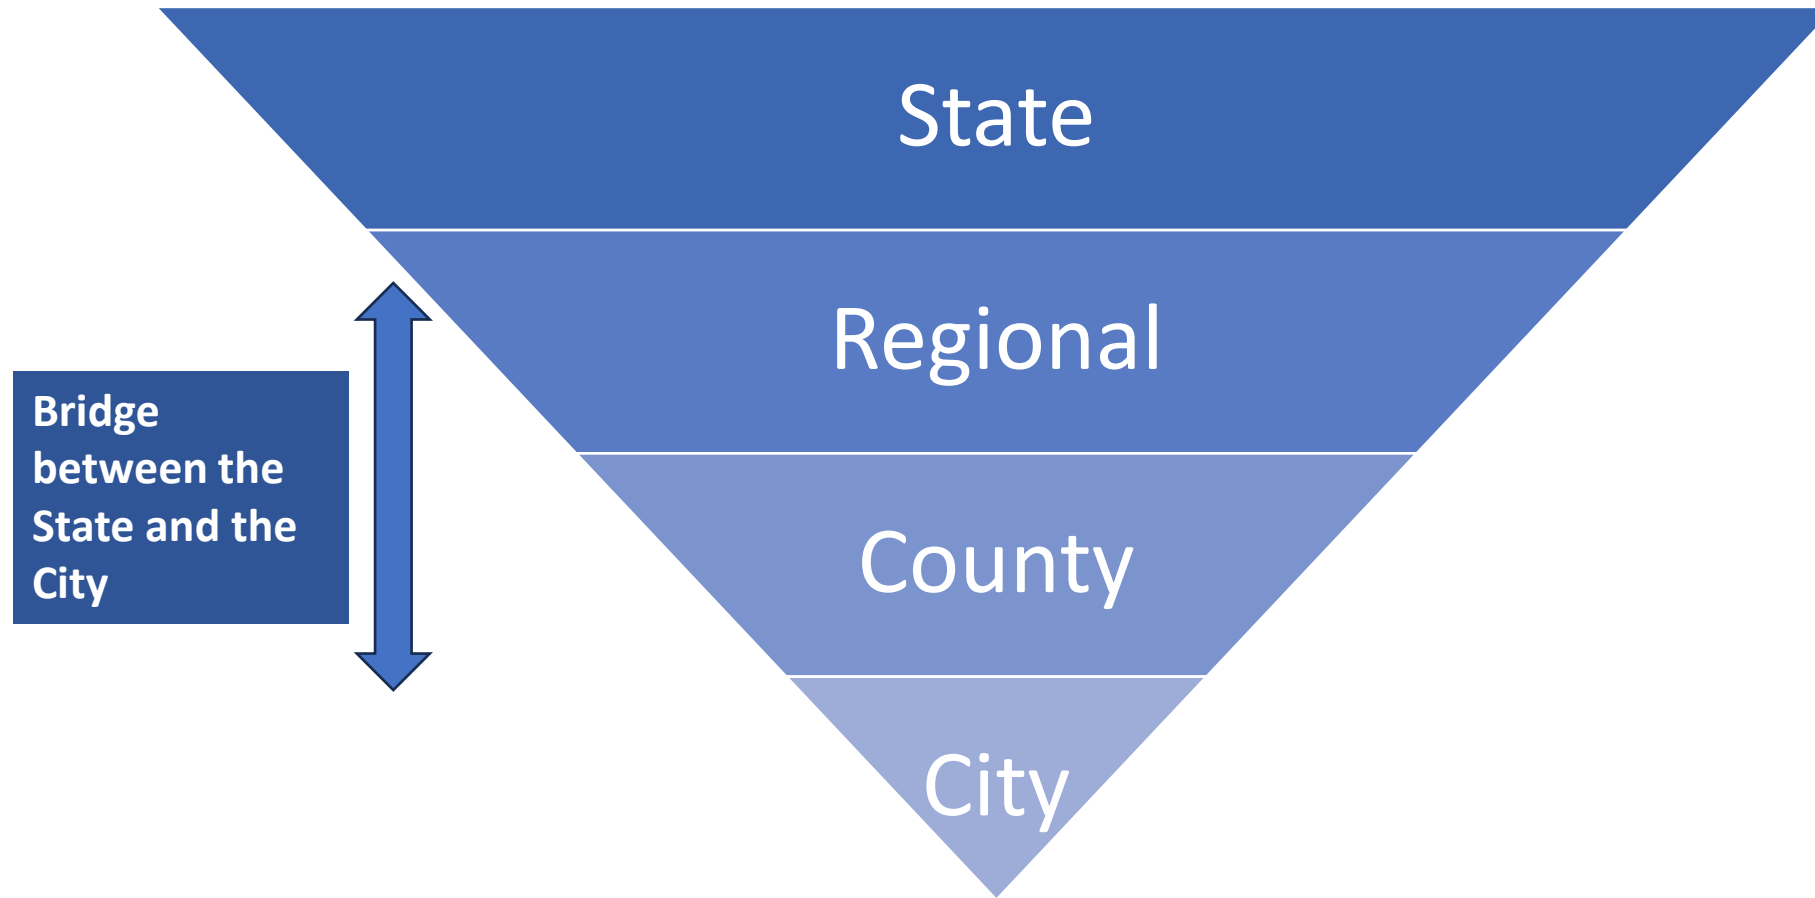 State
Regional
Bridge
between the
State and the
City
County
City